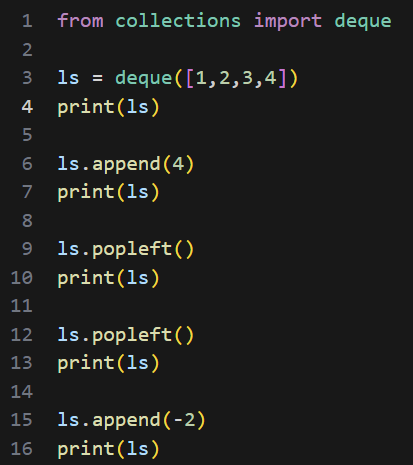 1 from collections import deque
2
3 ls = deque([1,2,3,4])
4 print(ls)
5
6 ls.append(4)
7 print(ls)
8
9 ls.popleft()
10 print(ls)
11
12 ls.popleft()
13 print(ls)
14
15 ls.append(-2)
16 print(ls)